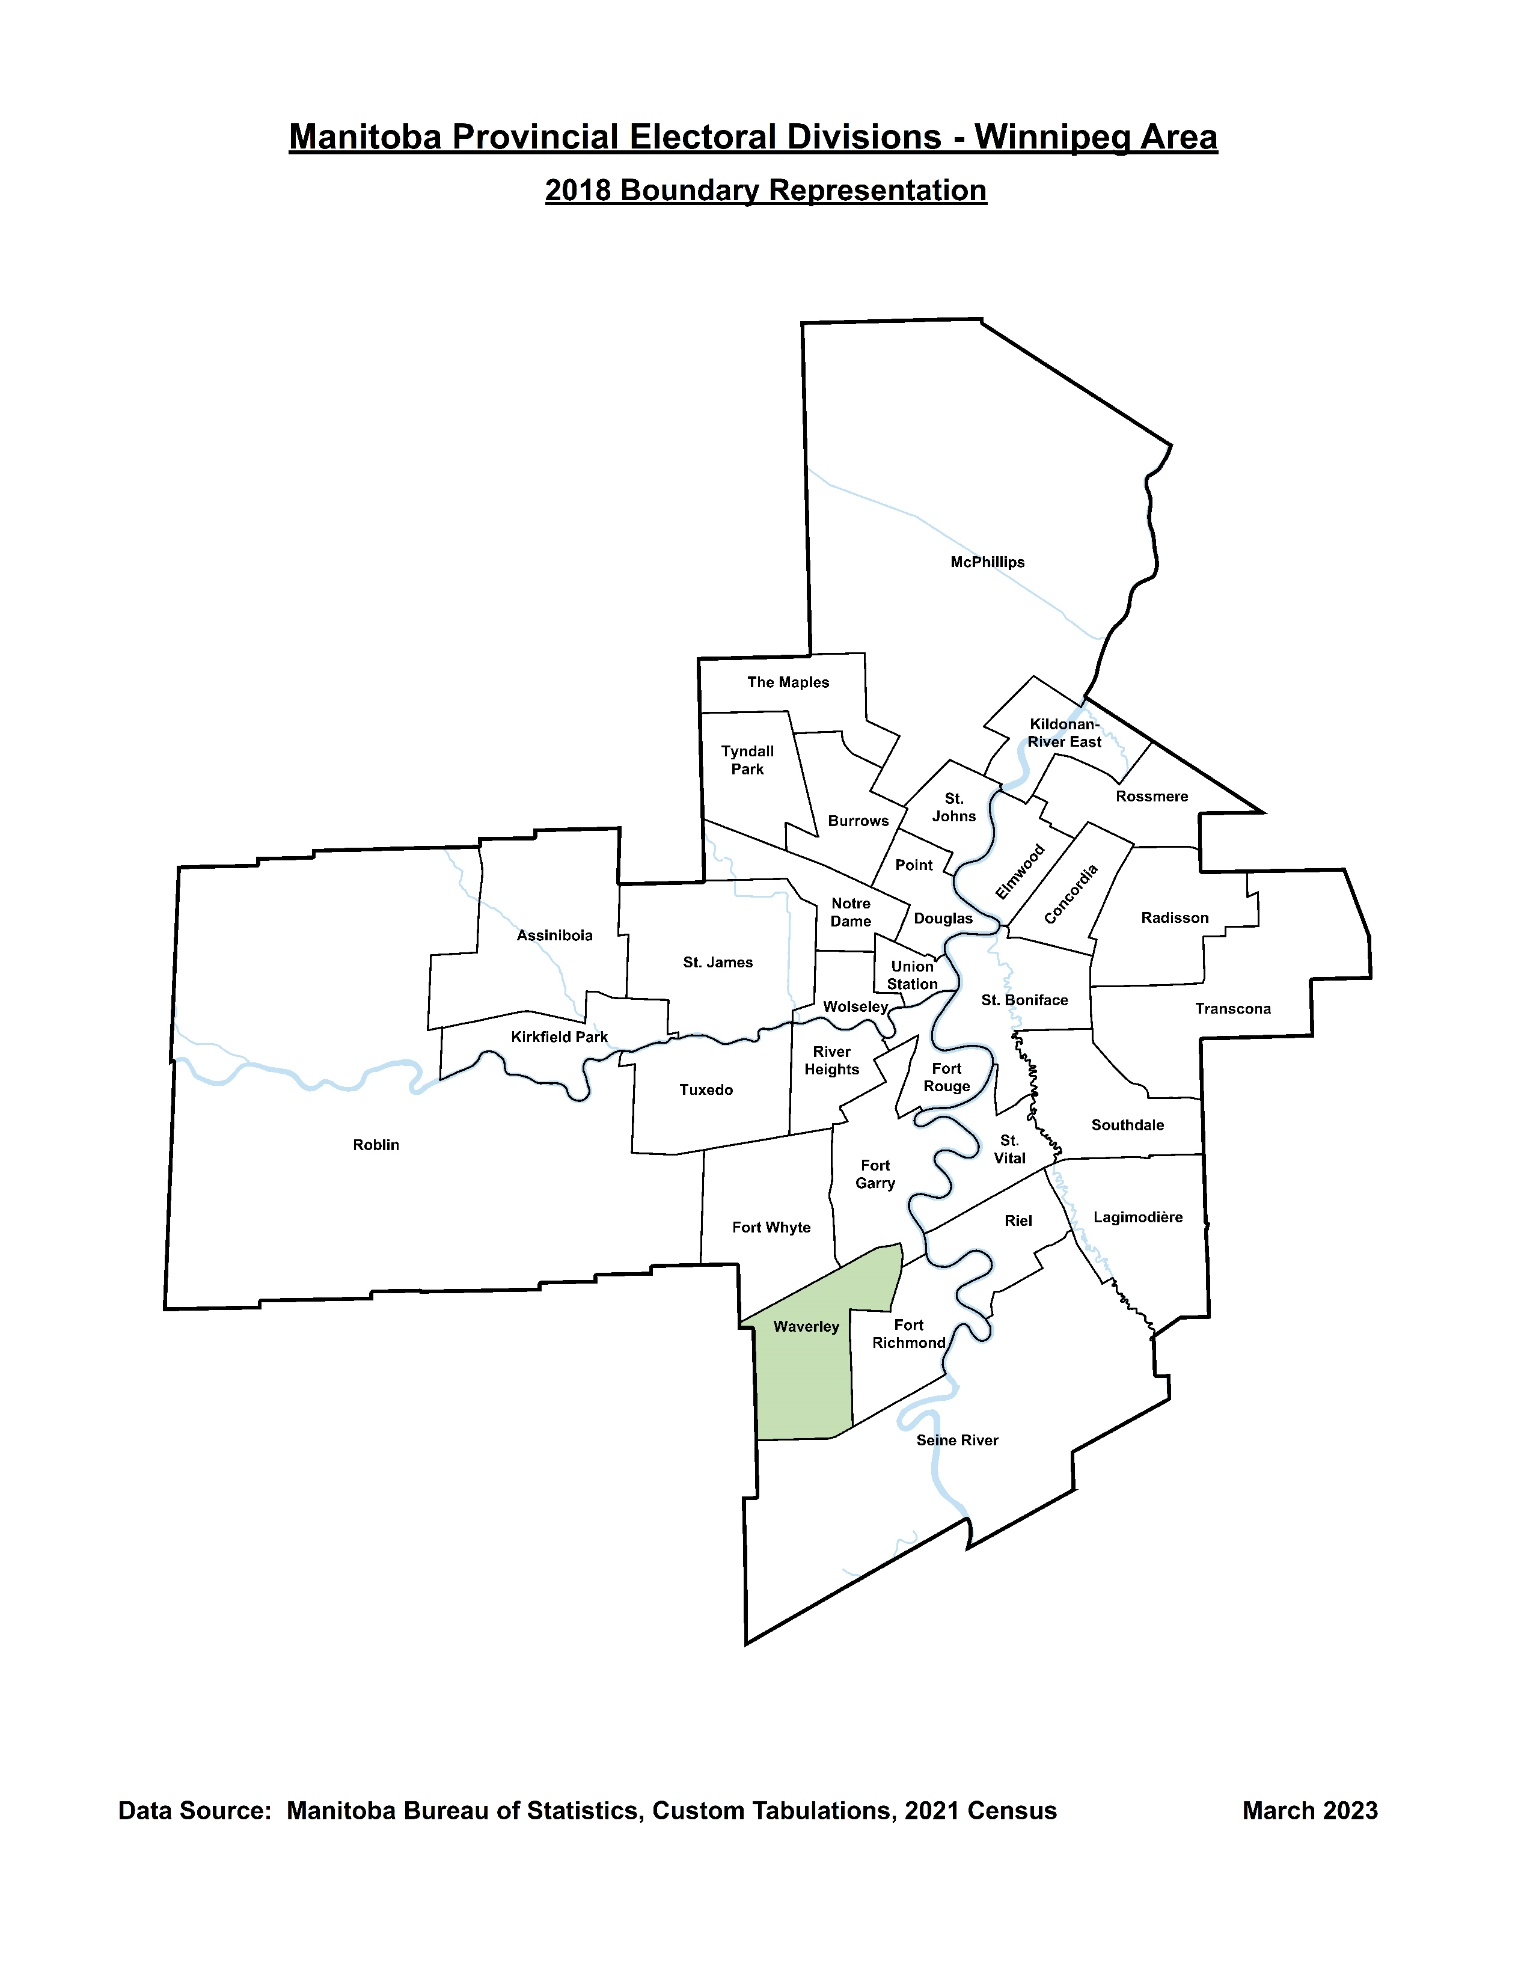 Manitoba Provincial Electoral Divisions - Winnipeg Area
2018 Boundary Representation
McPhillips
The Maples
Kildonan-
River East
Tyndall
Park
Rossmere
St.
Johns
Burrows
Point
Elmwood
Concordia
Notre
Dame
Douglas
Radisson
Assiniboia
St. James
Union
Station
St. Boniface
Wolseley
Transcona
Kirkfield Park
River
Heights
Fort
Rouge
Tuxedo
Southdale
Roblin
St.
Vital
Fort
Garry
Lagimodière
Riel
Fort Whyte
Waverley
Fort
Richmond
Seine River
Data Source:  Manitoba Bureau of Statistics, Custom Tabulations, 2021 Census
March 2023